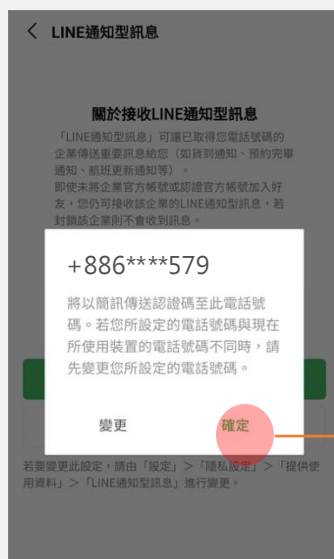 LINE通知型訊息
關於接收LINE通知型訊息
「LINE通知型訊息」可讓已取得您電話號碼的
企業傳送重要訊息給您（如貨到通知、預約完畢
通知、航班更新通知等）。
即使未將企業官方帳號或認證官方帳號加入好
友，您仍可接收該企業的LINE通知型訊息，若
封鎖該企業則不會收到訊息。
+886****579
將以簡訊傳送認證碼至此電話號
碼。若您所設定的電話號碼與現在
所使用裝置的電話號碼不同時，請
先變更您所設定的電話號碼。
變更 確定
若要變更此設定，請由「設定」＞「隱私設定」＞「提供使
用資料」＞「LINE通知型訊息」進行變更。